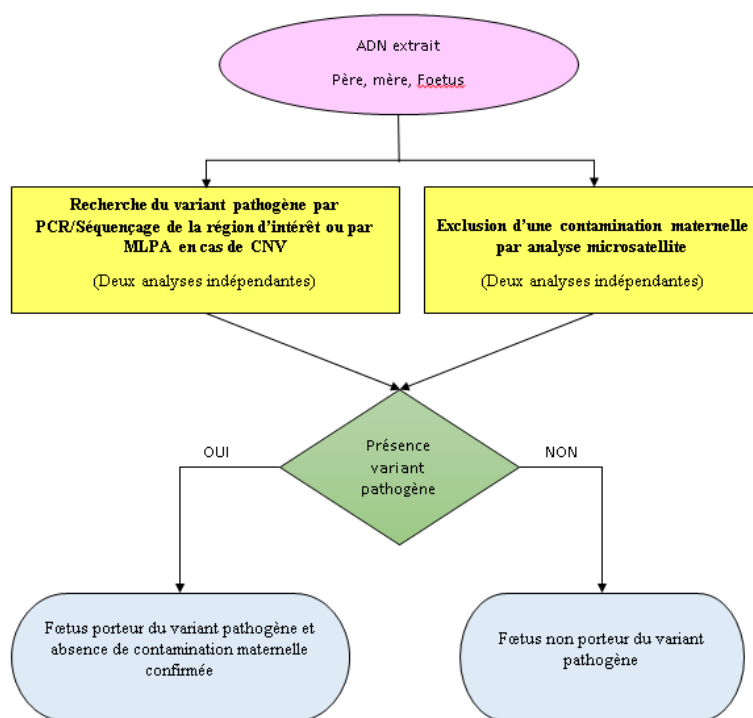 ADN extrait
Père, mère, Foetus
Recherche du variant pathogène par
PCR/Séquençage de la région d'intérêt ou par
MLPA en cas de CNV
(Deux analyses indépendantes)
Exclusion d'une contamination maternelle
par analyse microsatellite
(Deux analyses indépendantes)
Présence
variant
pathogène
OUI
NON
Fœtus porteur du variant pathogène et
absence de contamination maternelle
confirmée
Fœtus non porteur du variant
pathogène